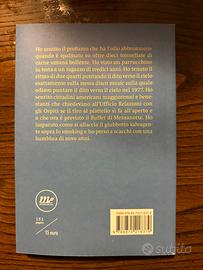 Ho sentito il profumo che ha l'olio abbronzante
quando è spalmato su oltre dieci tonnellate di
carne umana bollente. Ho visto un parrucchino
in testa a un ragazzo di tredici anni. Ho tenuto il
ritmo di due quarti puntando il dito verso il cielo
esattamente sulla stessa disco music sulla quale
odiavo puntare il dito verso il cielo nel 1977. Ho
sentito cittadini americani maggiorenni e bene-
stanti che chiedevano all'Ufficio Relazioni con
gli Ospiti se il tiro al piattello si fa all'aperto e
a che ora è previsto il Buffet di Mezzanotte. Ho
imparato come si allaccia il giubbotto salvagen-
te sopra lo smoking e ho perso a scacchi con una
bambina di nove anni.
mf
15 euro
Subito